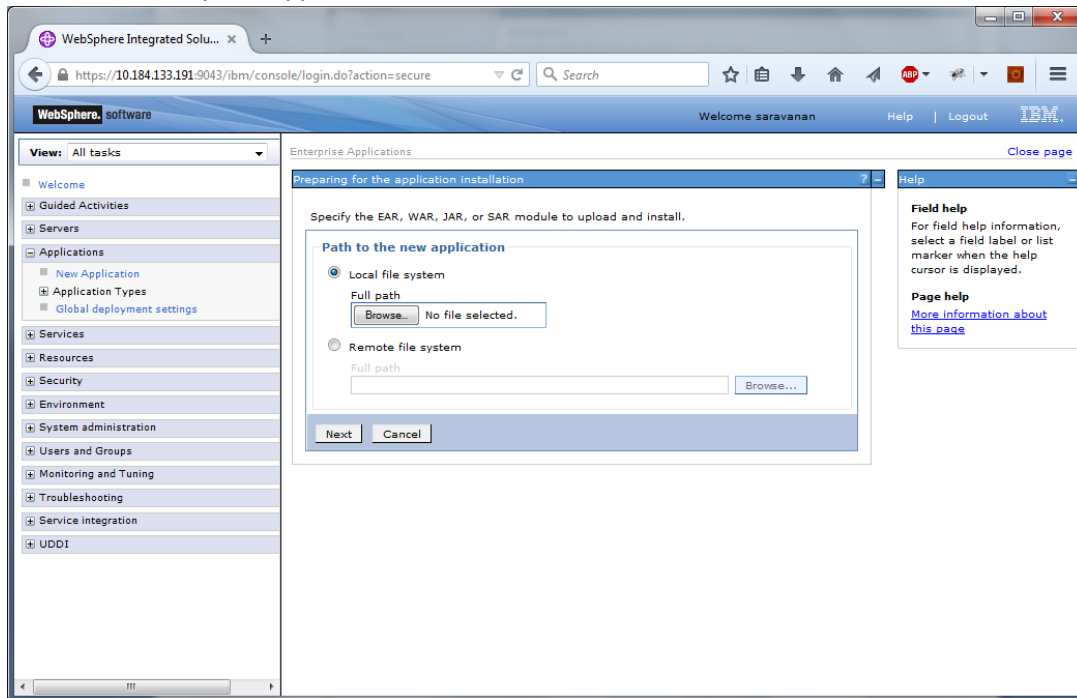 WebSphere Integrated Solu... × +
https://10.184.133.191:9043/ibm/console/login.do?action=secure Search ABP
WebSphere. software Welcome saravanan Help | Logout IBM.
View: All tasks
Welcome
Guided Activities
Servers
Applications
New Application
Application Types
Global deployment settings
Services
Resources
Security
Environment
System administration
Users and Groups
Monitoring and Tuning
Troubleshooting
Service integration
UDDI
Enterprise Applications Close page
Preparing for the application installation ? -
Specify the EAR, WAR, JAR, or SAR module to upload and install.
Path to the new application
Local file system
Full path
Browse... No file selected.
Remote file system
Full path
Browse...
Next Cancel
Help -
Field help
For field help information,
select a field label or list
marker when the help
cursor is displayed.
Page help
More information about
this page